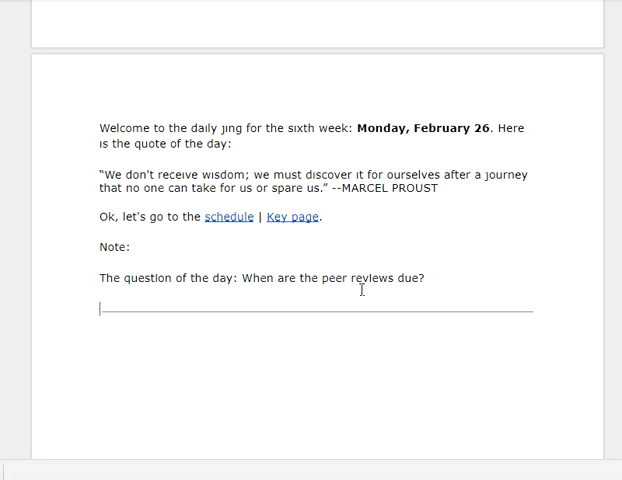 Welcome to the daily jing for the sixth week: Monday, February 26. Here
is the quote of the day:
“We don't receive wisdom; we must discover it for ourselves after a journey
that no one can take for us or spare us.” --MARCEL PROUST
Ok, let's go to the schedule | Key page.
Note:
The question of the day: When are the peer reviews due?